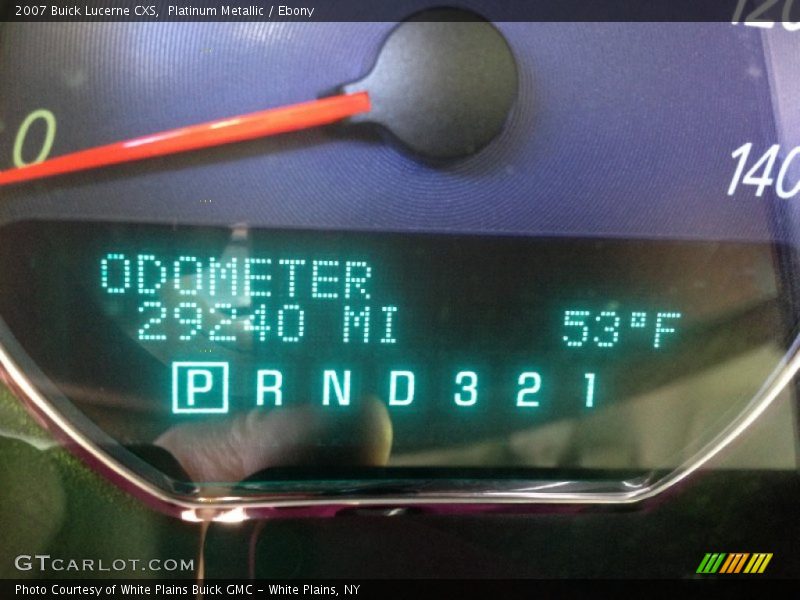 2007 Buick Lucerne CXS,  Platinum Metallic / Ebony
120
0
140
ODOMETER
29240 MI 53°F
P R N D 3 2 1
GTCARLOT.COM
Photo Courtesy of White Plains Buick GMC - White Plains, NY